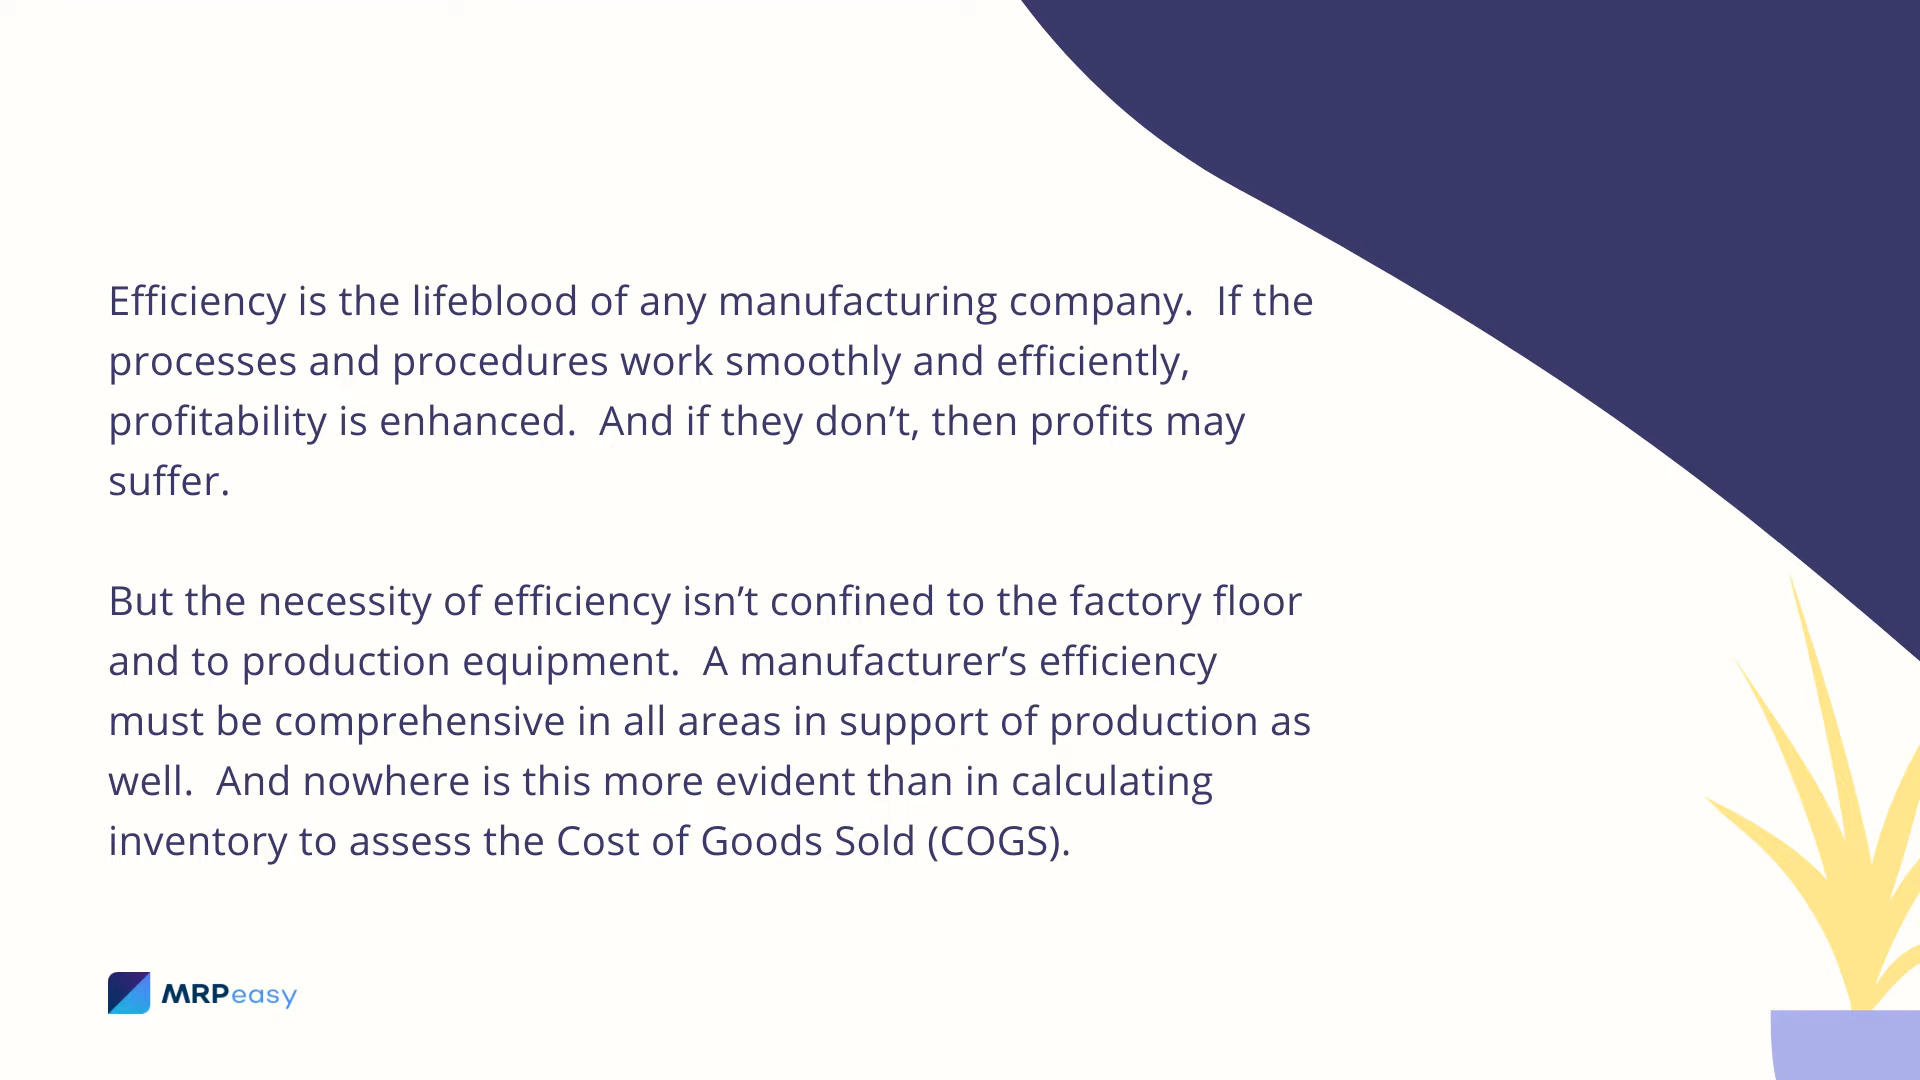 Efficiency is the lifeblood of any manufacturing company.  If the
processes and procedures work smoothly and efficiently,
profitability is enhanced.  And if they don’t, then profits may
suffer.
But the necessity of efficiency isn’t confined to the factory floor
and to production equipment.  A manufacturer’s efficiency
must be comprehensive in all areas in support of production as
well.  And nowhere is this more evident than in calculating
inventory to assess the Cost of Goods Sold (COGS).
MRPeasy